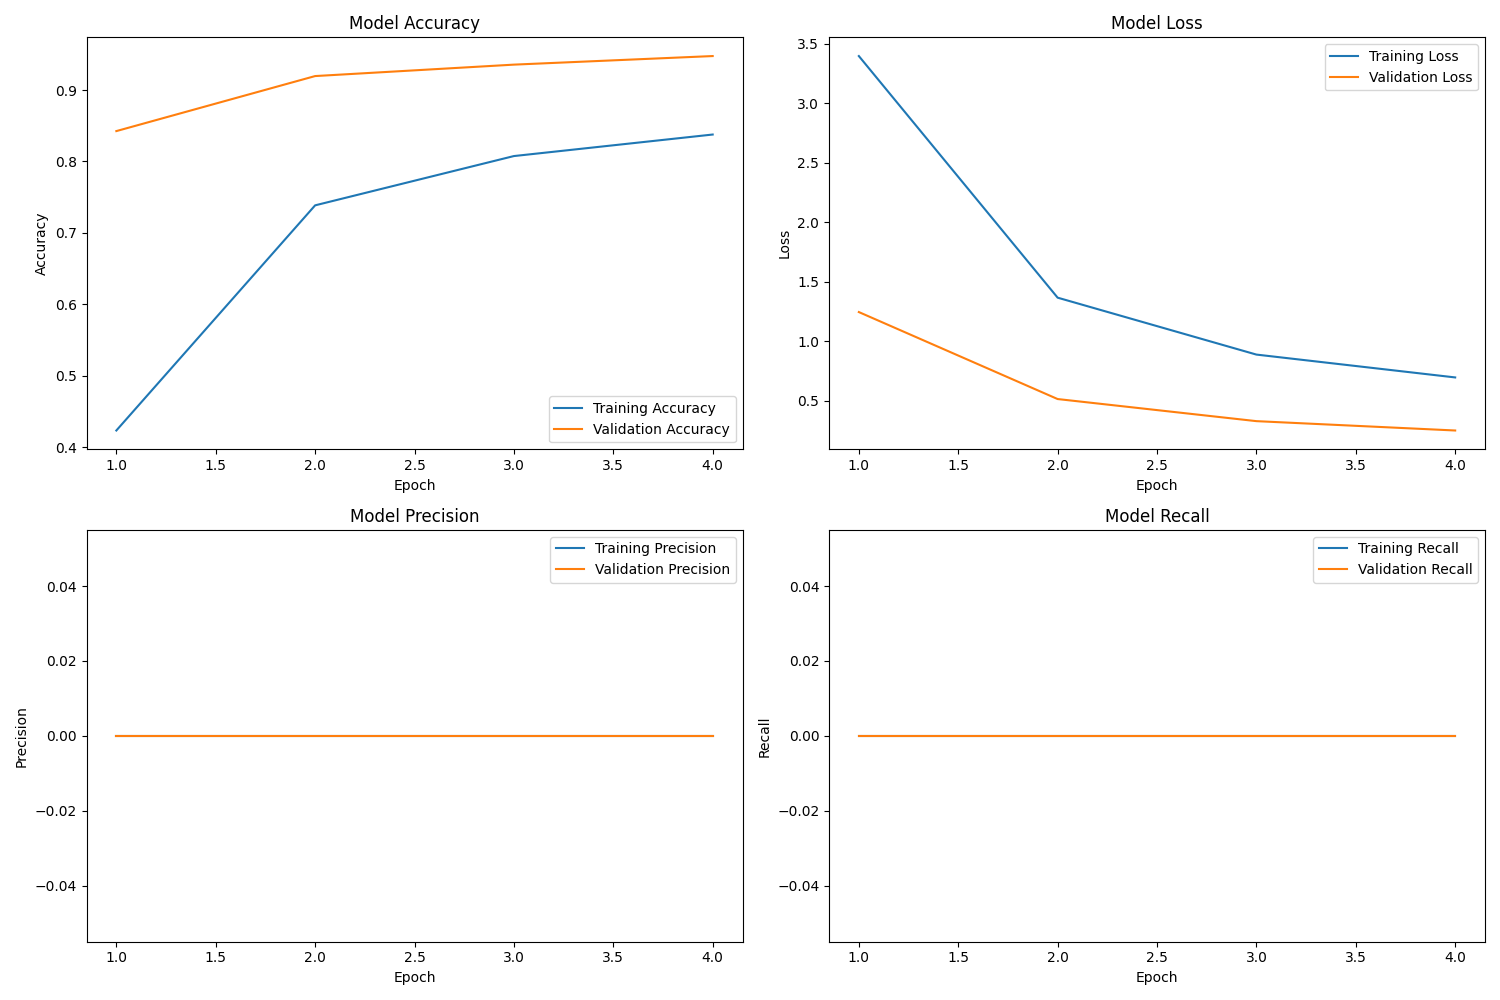 Model Accuracy
Accuracy
0.9
0.8
0.7
0.6
0.5
0.4
Training Accuracy
Validation Accuracy
1.0 1.5 2.0 2.5 3.0 3.5 4.0
Epoch
Model Loss
Loss
3.5
3.0
2.5
2.0
1.5
1.0
0.5
Training Loss
Validation Loss
1.0 1.5 2.0 2.5 3.0 3.5 4.0
Epoch
Model Precision
Precision
0.04
0.02
0.00
−0.02
−0.04
Training Precision
Validation Precision
1.0 1.5 2.0 2.5 3.0 3.5 4.0
Epoch
Model Recall
Recall
0.04
0.02
0.00
−0.02
−0.04
Training Recall
Validation Recall
1.0 1.5 2.0 2.5 3.0 3.5 4.0
Epoch